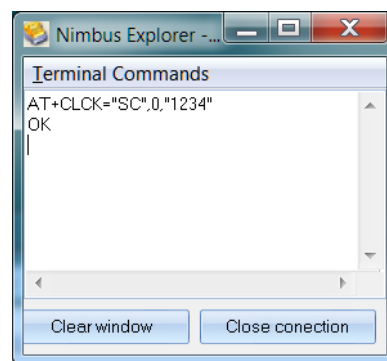 Nimbus Explorer -...
Terminal Commands
AT+CLCK="SC",0,"1234"
OK
Clear window
Close conection